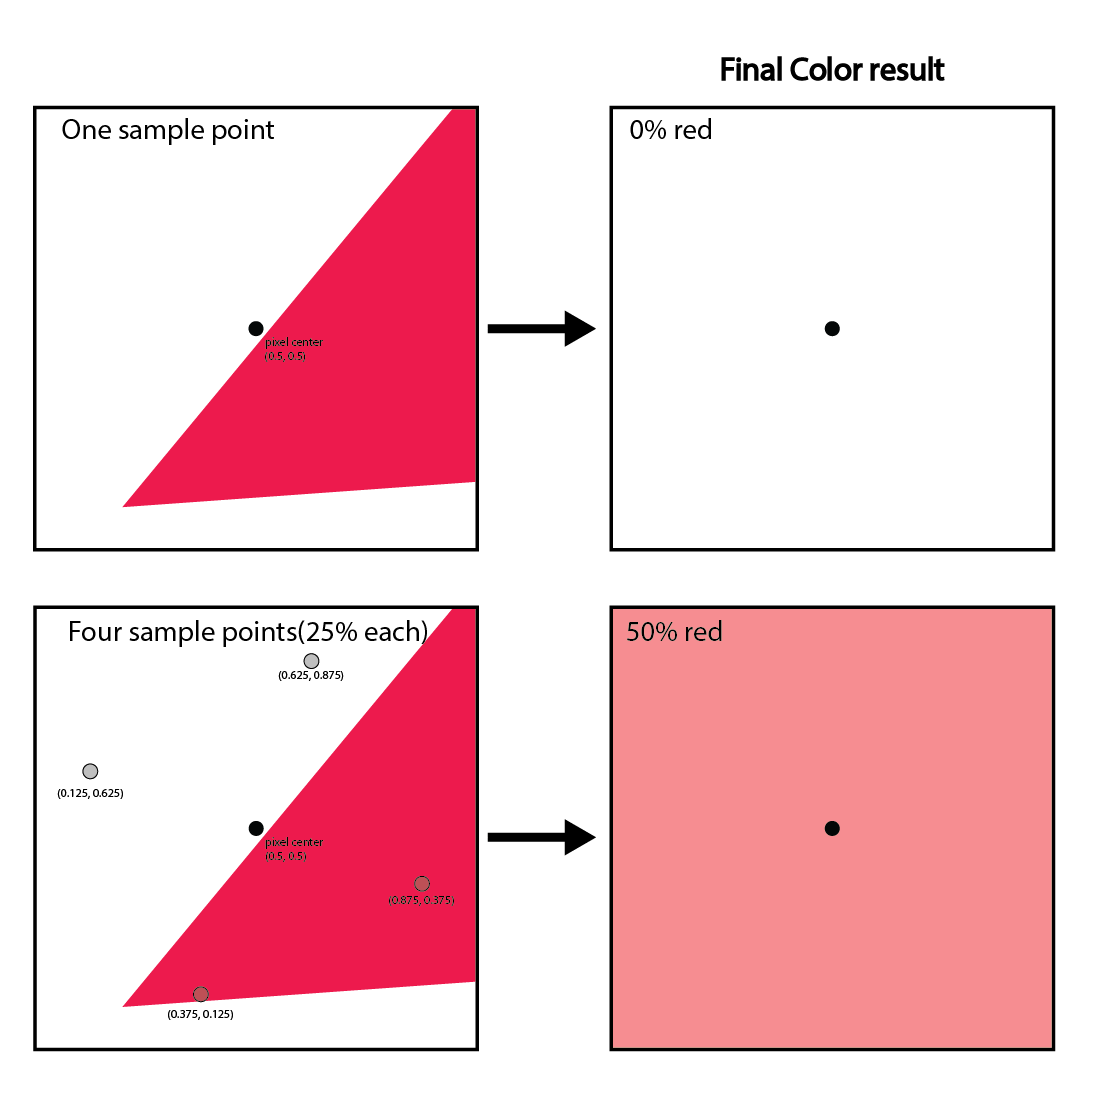 Final Color result
One sample point
0% red
pixel center
(0.5, 0.5)
Four sample points(25% each)
50% red
(0.625, 0.875)
(0.125, 0.625)
pixel center
(0.5, 0.5)
(0.875, 0.375)
(0.375, 0.125)